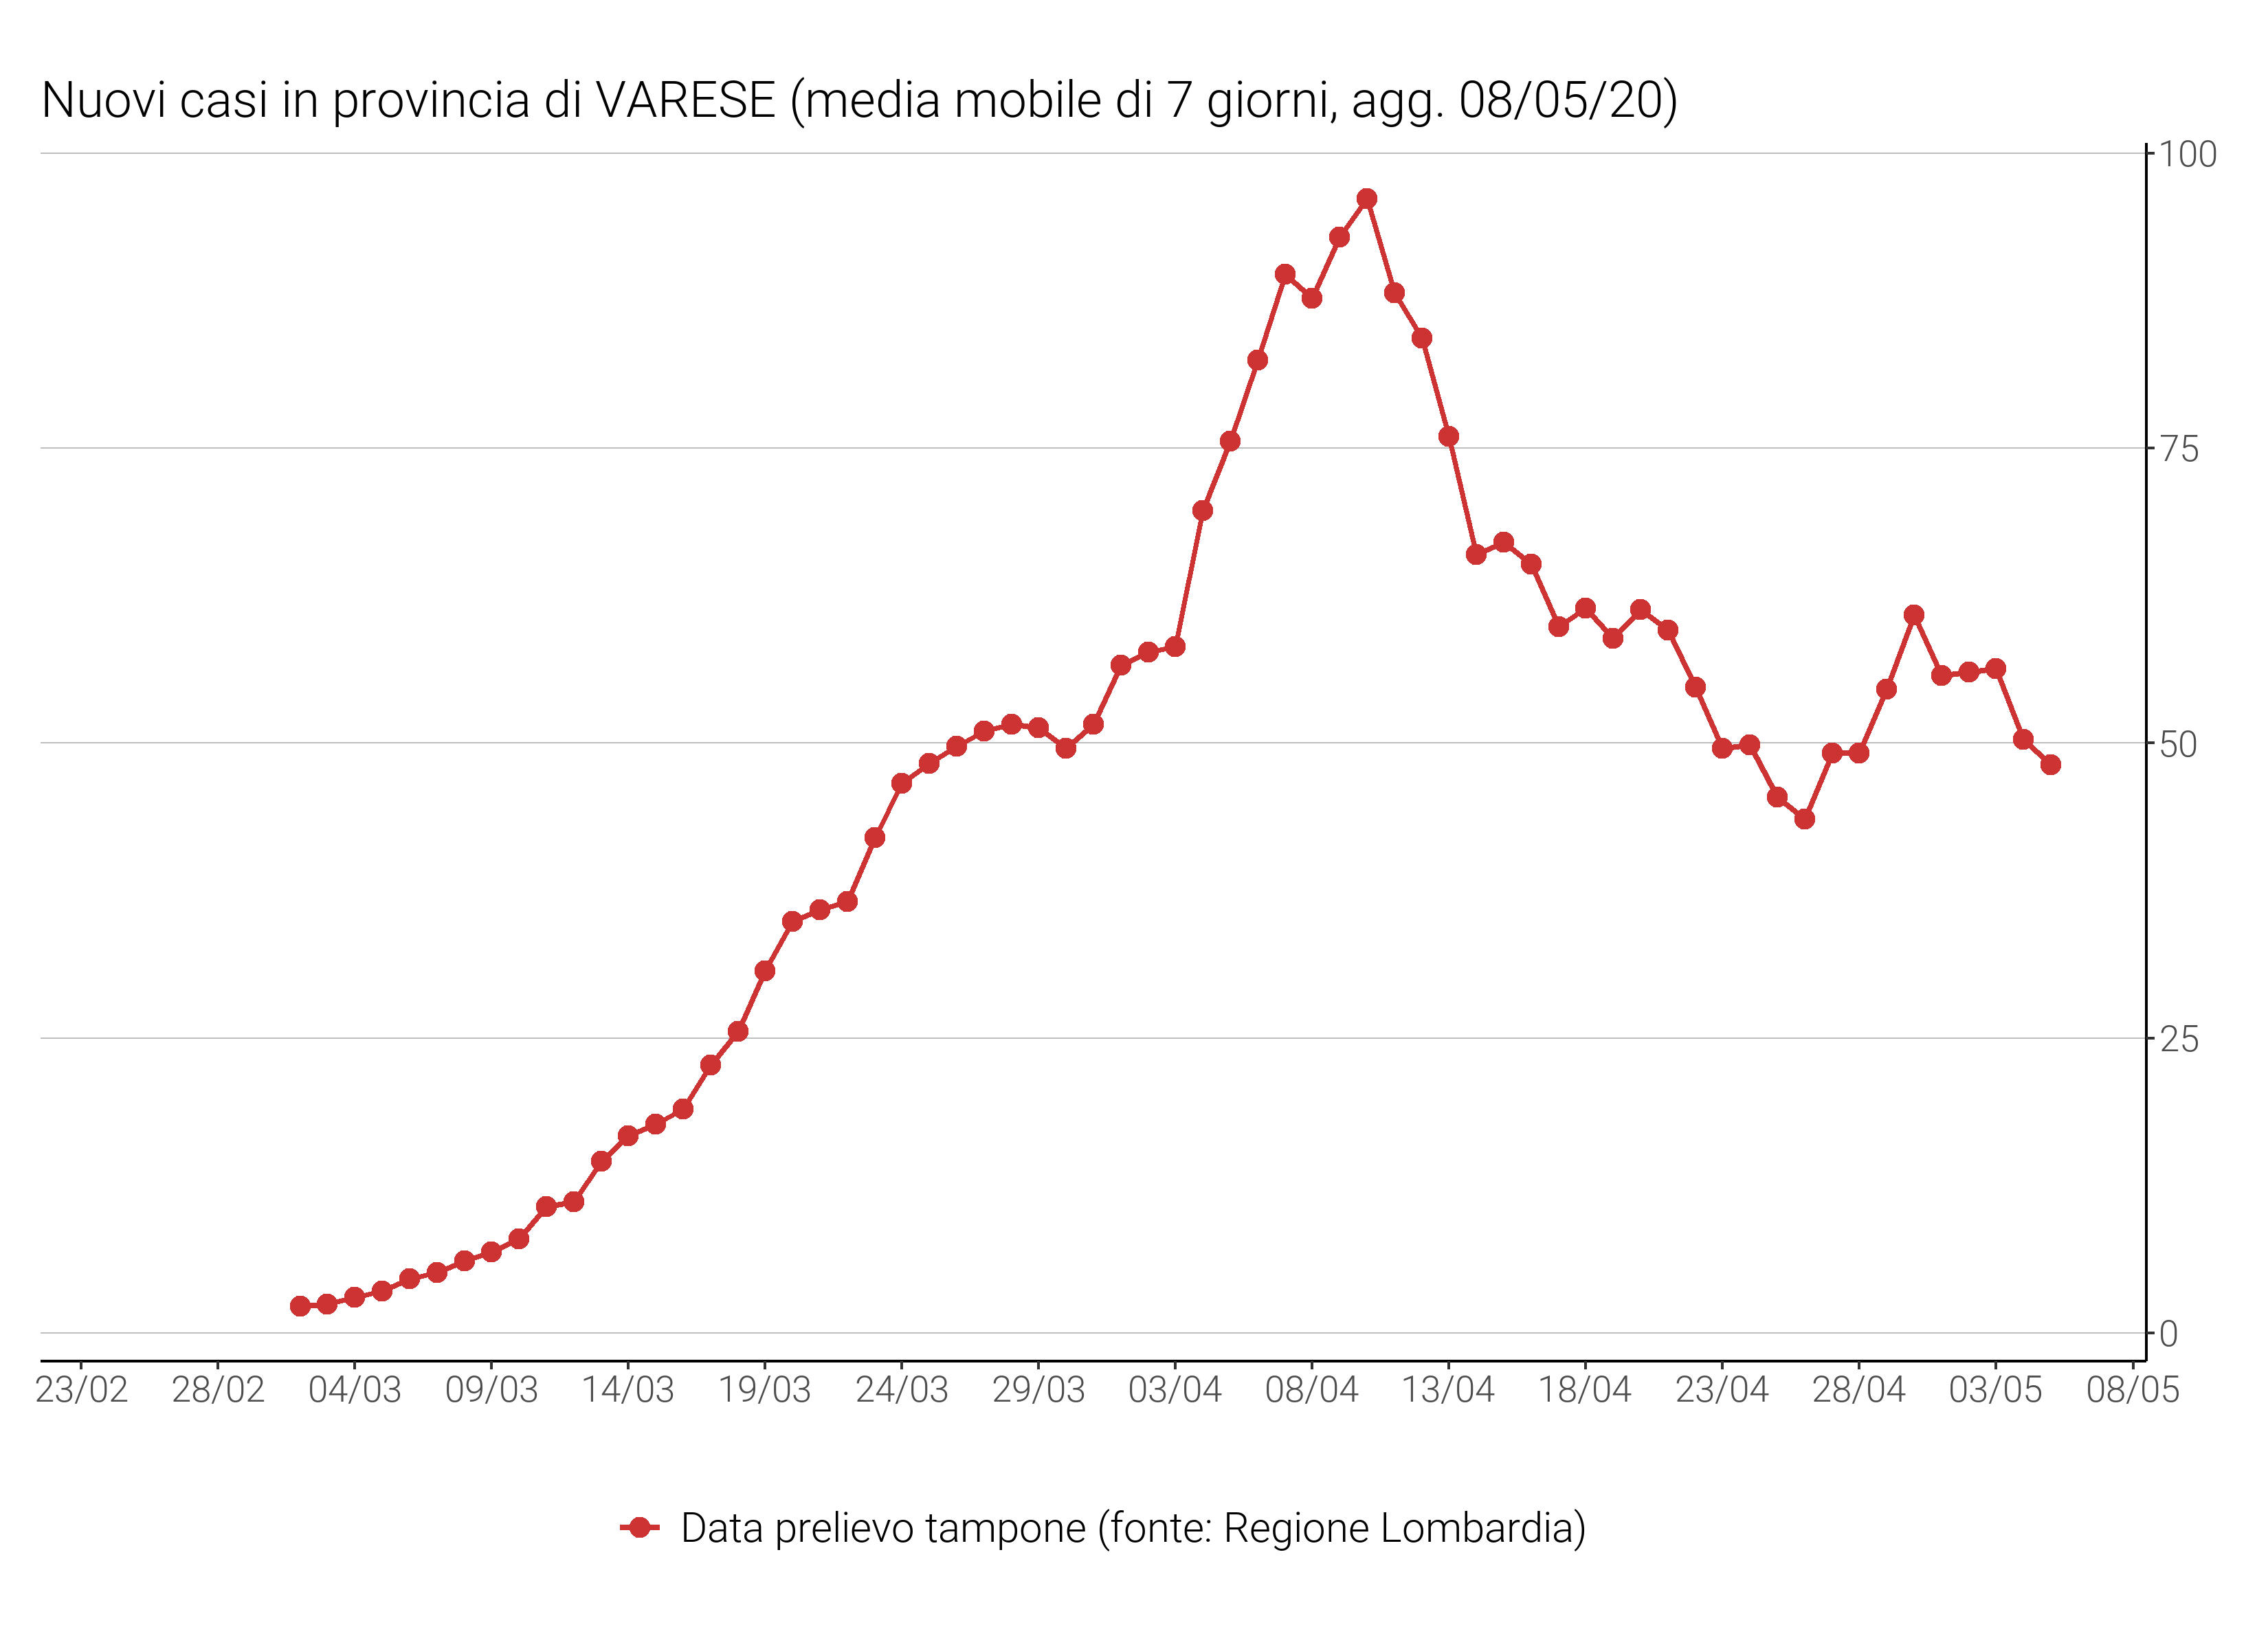 Nuovi casi in provincia di VARESE (media mobile di 7 giorni, agg. 08/05/20)
100
75
50
25
0
23/02 28/02 04/03 09/03 14/03 19/03 24/03 29/03 03/04 08/04 13/04 18/04 23/04 28/04 03/05 08/05
Data prelievo tampone (fonte: Regione Lombardia)